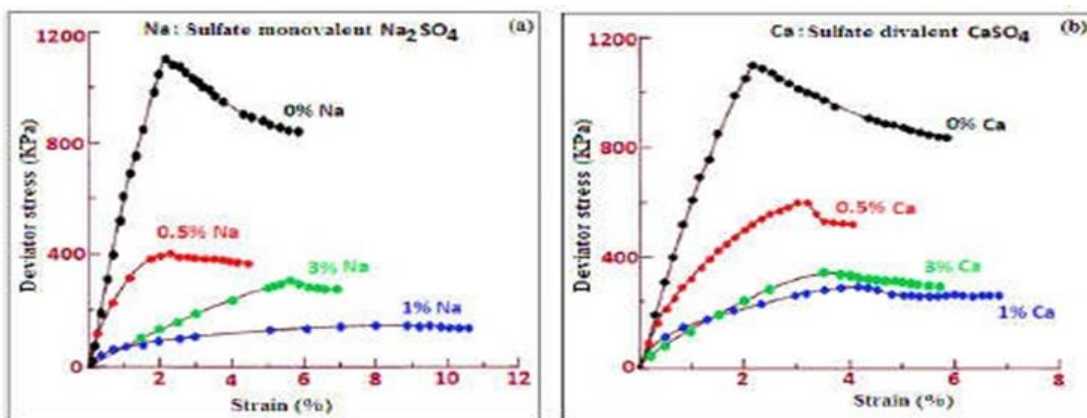 Na : Sulfate monovalent Na₂SO₄ (a)
1200
800
400
0
Deviator stress (KPa)
0% Na
0.5% Na
3% Na
1% Na
0 2 4 6 8 10 12
Strain (%)
Ca : Sulfate divalent CaSO₄ (b)
1200
800
400
0
Deviator stress (KPa)
0% Ca
0.5% Ca
3% Ca
1% Ca
0 2 4 6 8
Strain (%)